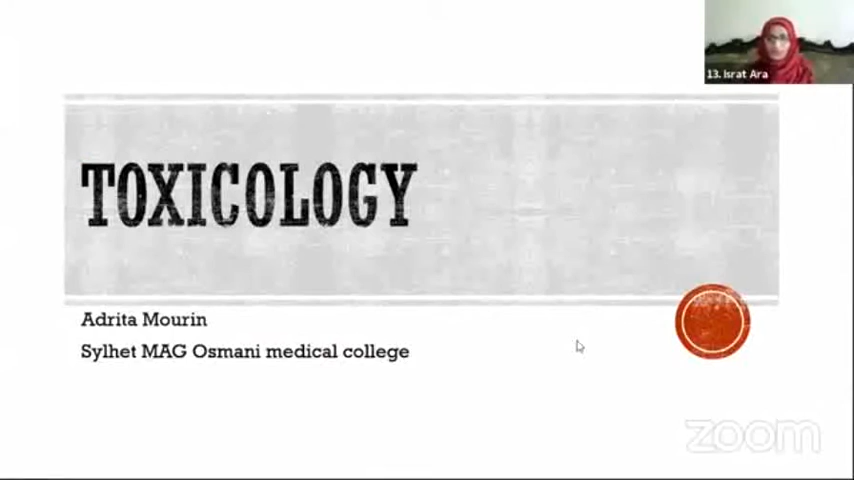 13. Israt Ara
TOXICOLOGY
Adrita Mourin
Sylhet MAG Osmani medical college
zoom